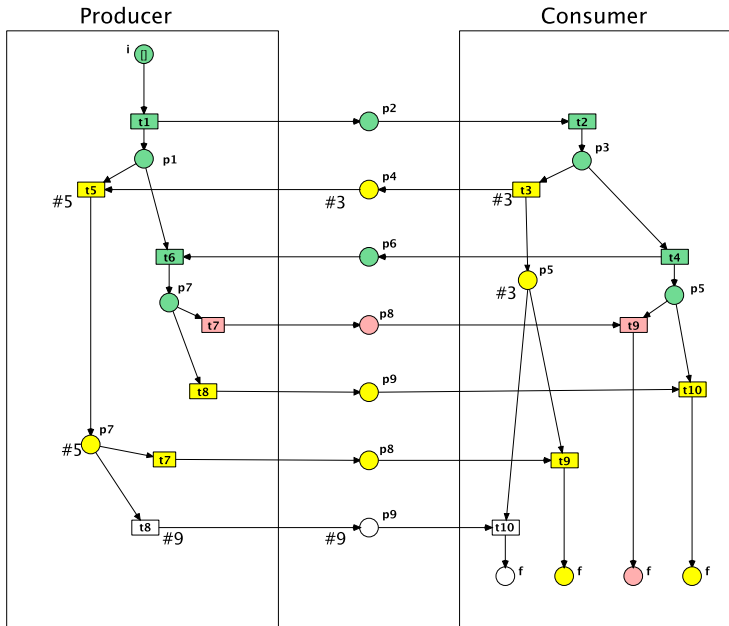 Producer Consumer
i []
t1 p2 t2
p1 p3
t5 #5 p4 #3 t3 #3
t6 p6 t4
p7 p5 #3 p5
t7 p8 t9
t8 p9 t10
p7 #5 t7 p8 t9
t8 #9 p9 #9 t10
f f f f